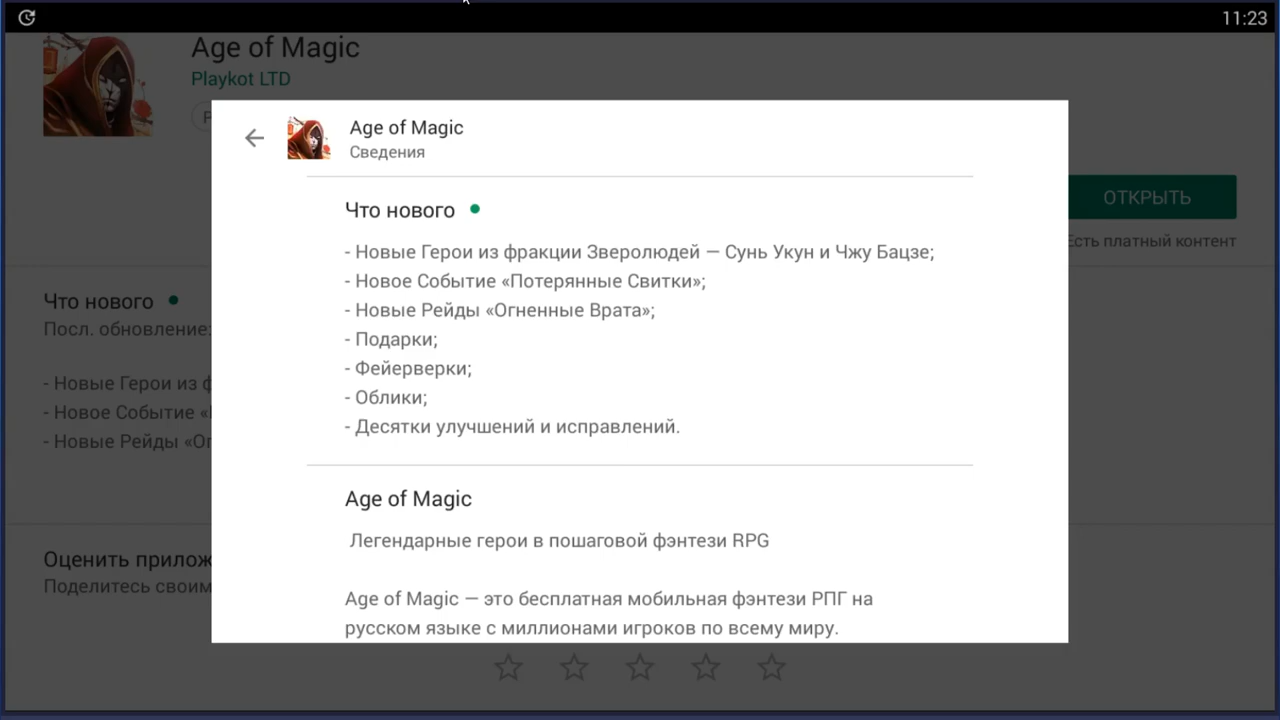 11:23
Age of Magic
Playkot LTD
Age of Magic
Сведения
ОТКРЫТЬ
Есть платный контент
Что нового
- Новые Герои из фракции Зверолюдей — Сунь Укун и Чжу Бацзе;
- Новое Событие «Потерянные Свитки»;
- Новые Рейды «Огненные Врата»;
- Подарки;
- Фейерверки;
- Облики;
- Десятки улучшений и исправлений.
Age of Magic
Легендарные герои в пошаговой фэнтези RPG
Age of Magic — это бесплатная мобильная фэнтези РПГ на
русском языке с миллионами игроков по всему миру.
Что нового
Посл. обновление:
- Новые Герои из ф
- Новое Событие «
- Новые Рейды «Ог
Оценить прилож
Поделитесь своим